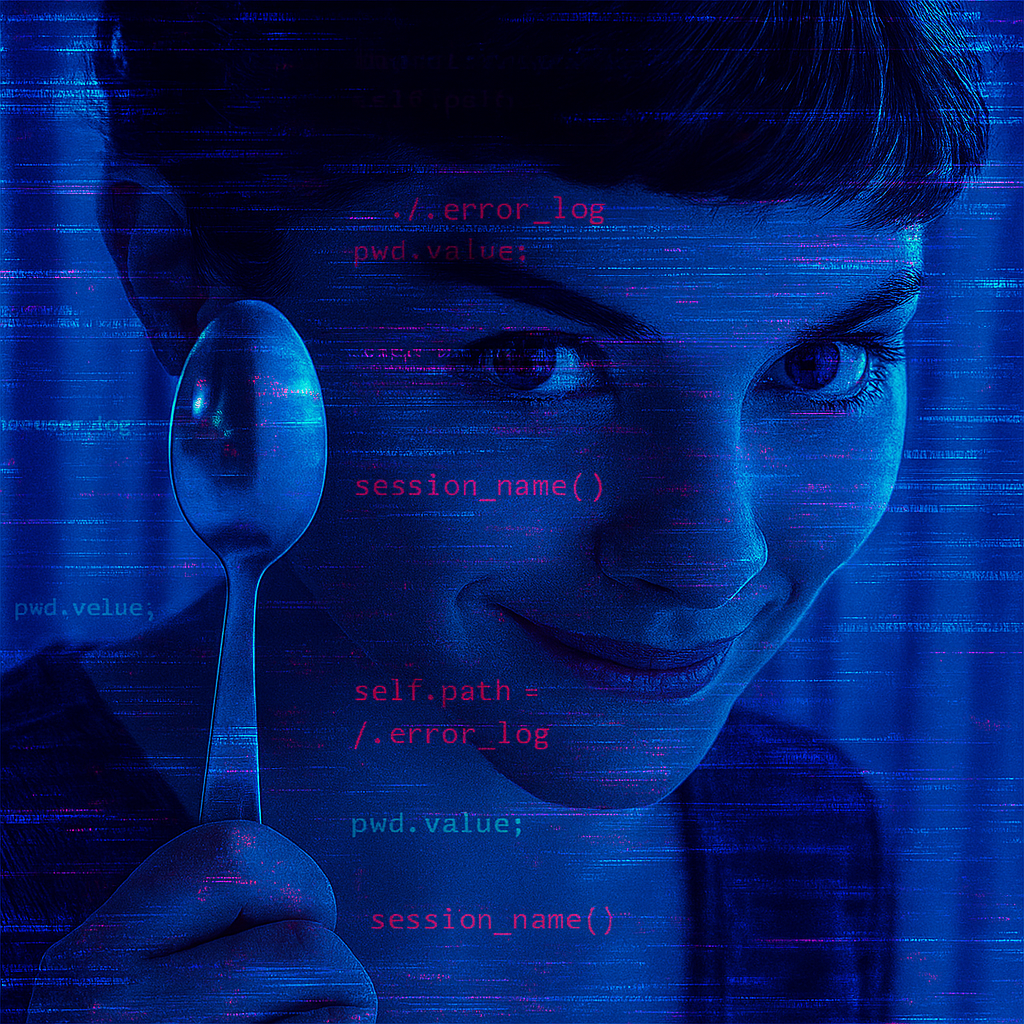 ./.error_log
pwd.value;
session_name()
pwd.velue;
self.path =
/.error_log
pwd.value;
session_name()